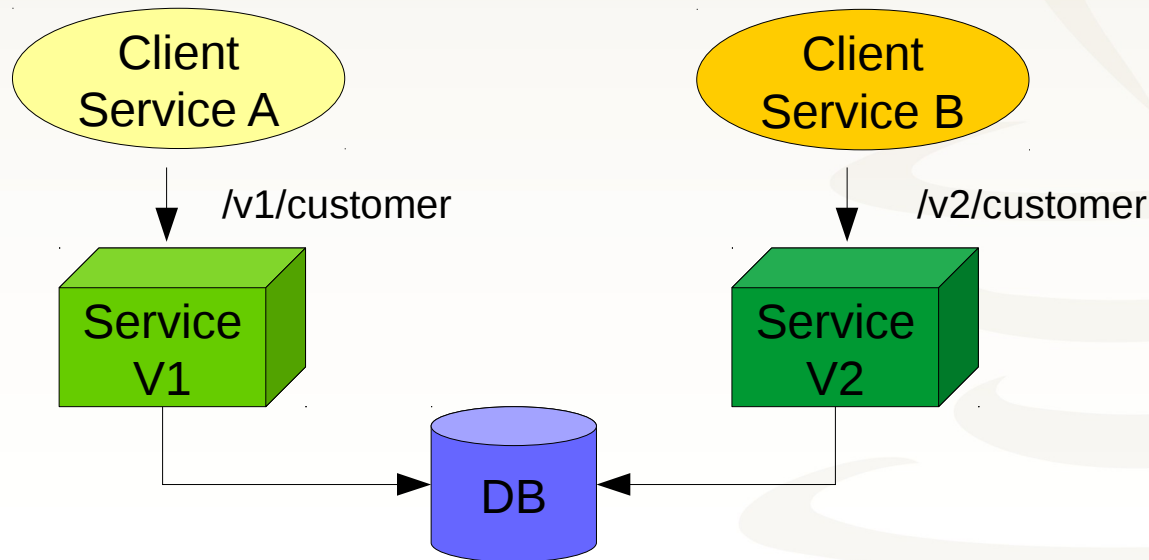 Client
Service A
Client
Service B
/v1/customer
/v2/customer
Service
V1
Service
V2
DB